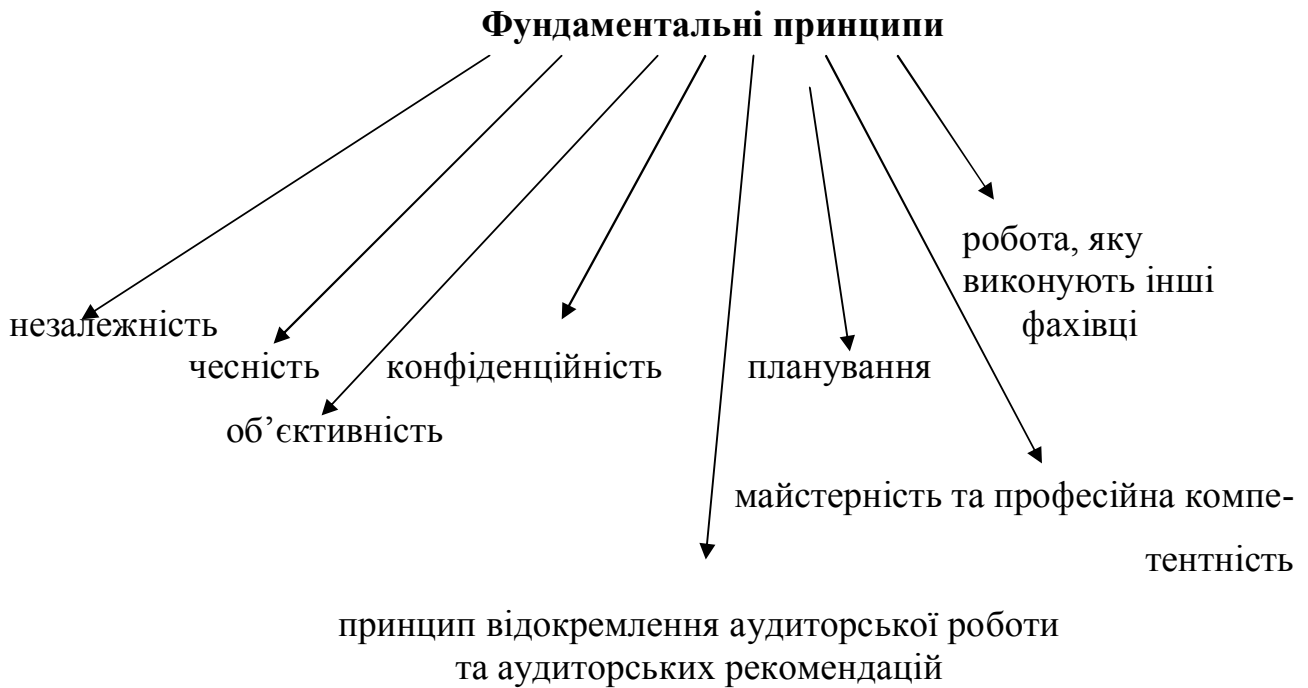 Фундаментальні принципи
незалежність
чесність
об’єктивність
конфіденційність
принцип відокремлення аудиторської роботи
та аудиторських рекомендацій
планування
майстерність та професійна компе-
тентність
робота, яку
виконують інші
фахівці